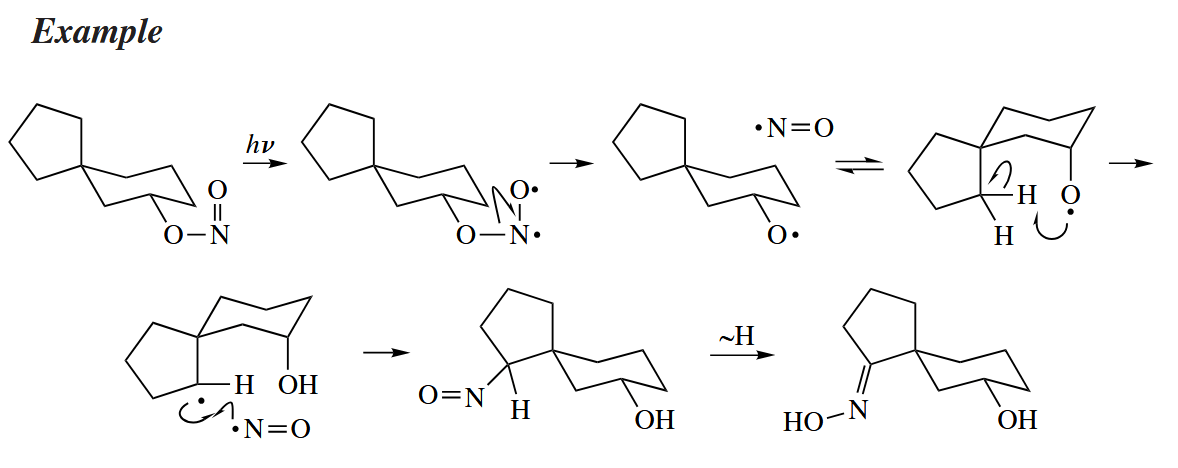 Example
hν
O
O–N
O•
O–N•
•N=O
O•
H O
•
H
H OH
•
•N=O
O=N
H
OH
~H
HO–N
OH